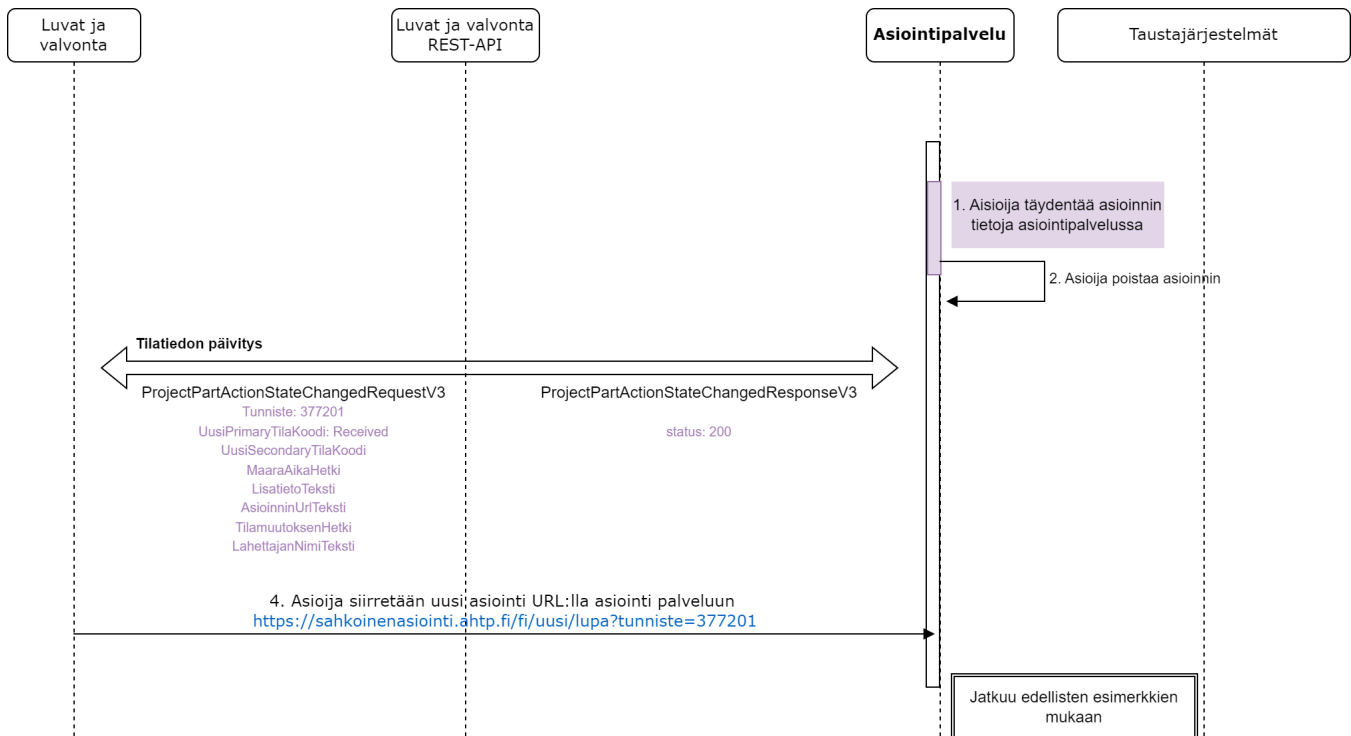 Luvat ja
valvonta
Luvat ja valvonta
REST-API
Asiointipalvelu
Taustajärjestelmät
1. Aisioija täydentää asioinnin
tietoja asiointipalvelussa
2. Asioija poistaa asioinnin
Tilatiedon päivitys
ProjectPartActionStateChangedRequestV3
ProjectPartActionStateChangedResponseV3
Tunniste: 377201
UusiPrimaryTilaKoodi: Received
status: 200
UusiSecondaryTilaKoodi
MaaraAikaHetki
LisatietoTeksti
AsioinninUrlTeksti
TilamuutoksenHetki
LahettajanNimiTeksti
4. Asioija siirretään uusi asiointi URL:lla asiointi palveluun
https://sahkoinenasiointi.ahtp.fi/fi/uusi/lupa?tunniste=377201
Jatkuu edellisten esimerkkien
mukaan